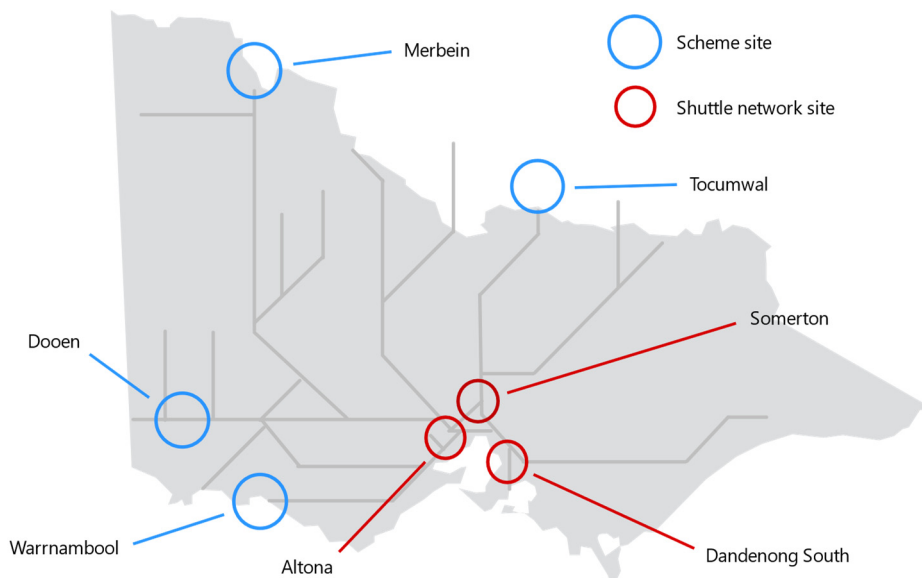 Merbein
Scheme site
Shuttle network site
Tocumwal
Somerton
Dooen
Warrnambool
Altona
Dandenong South